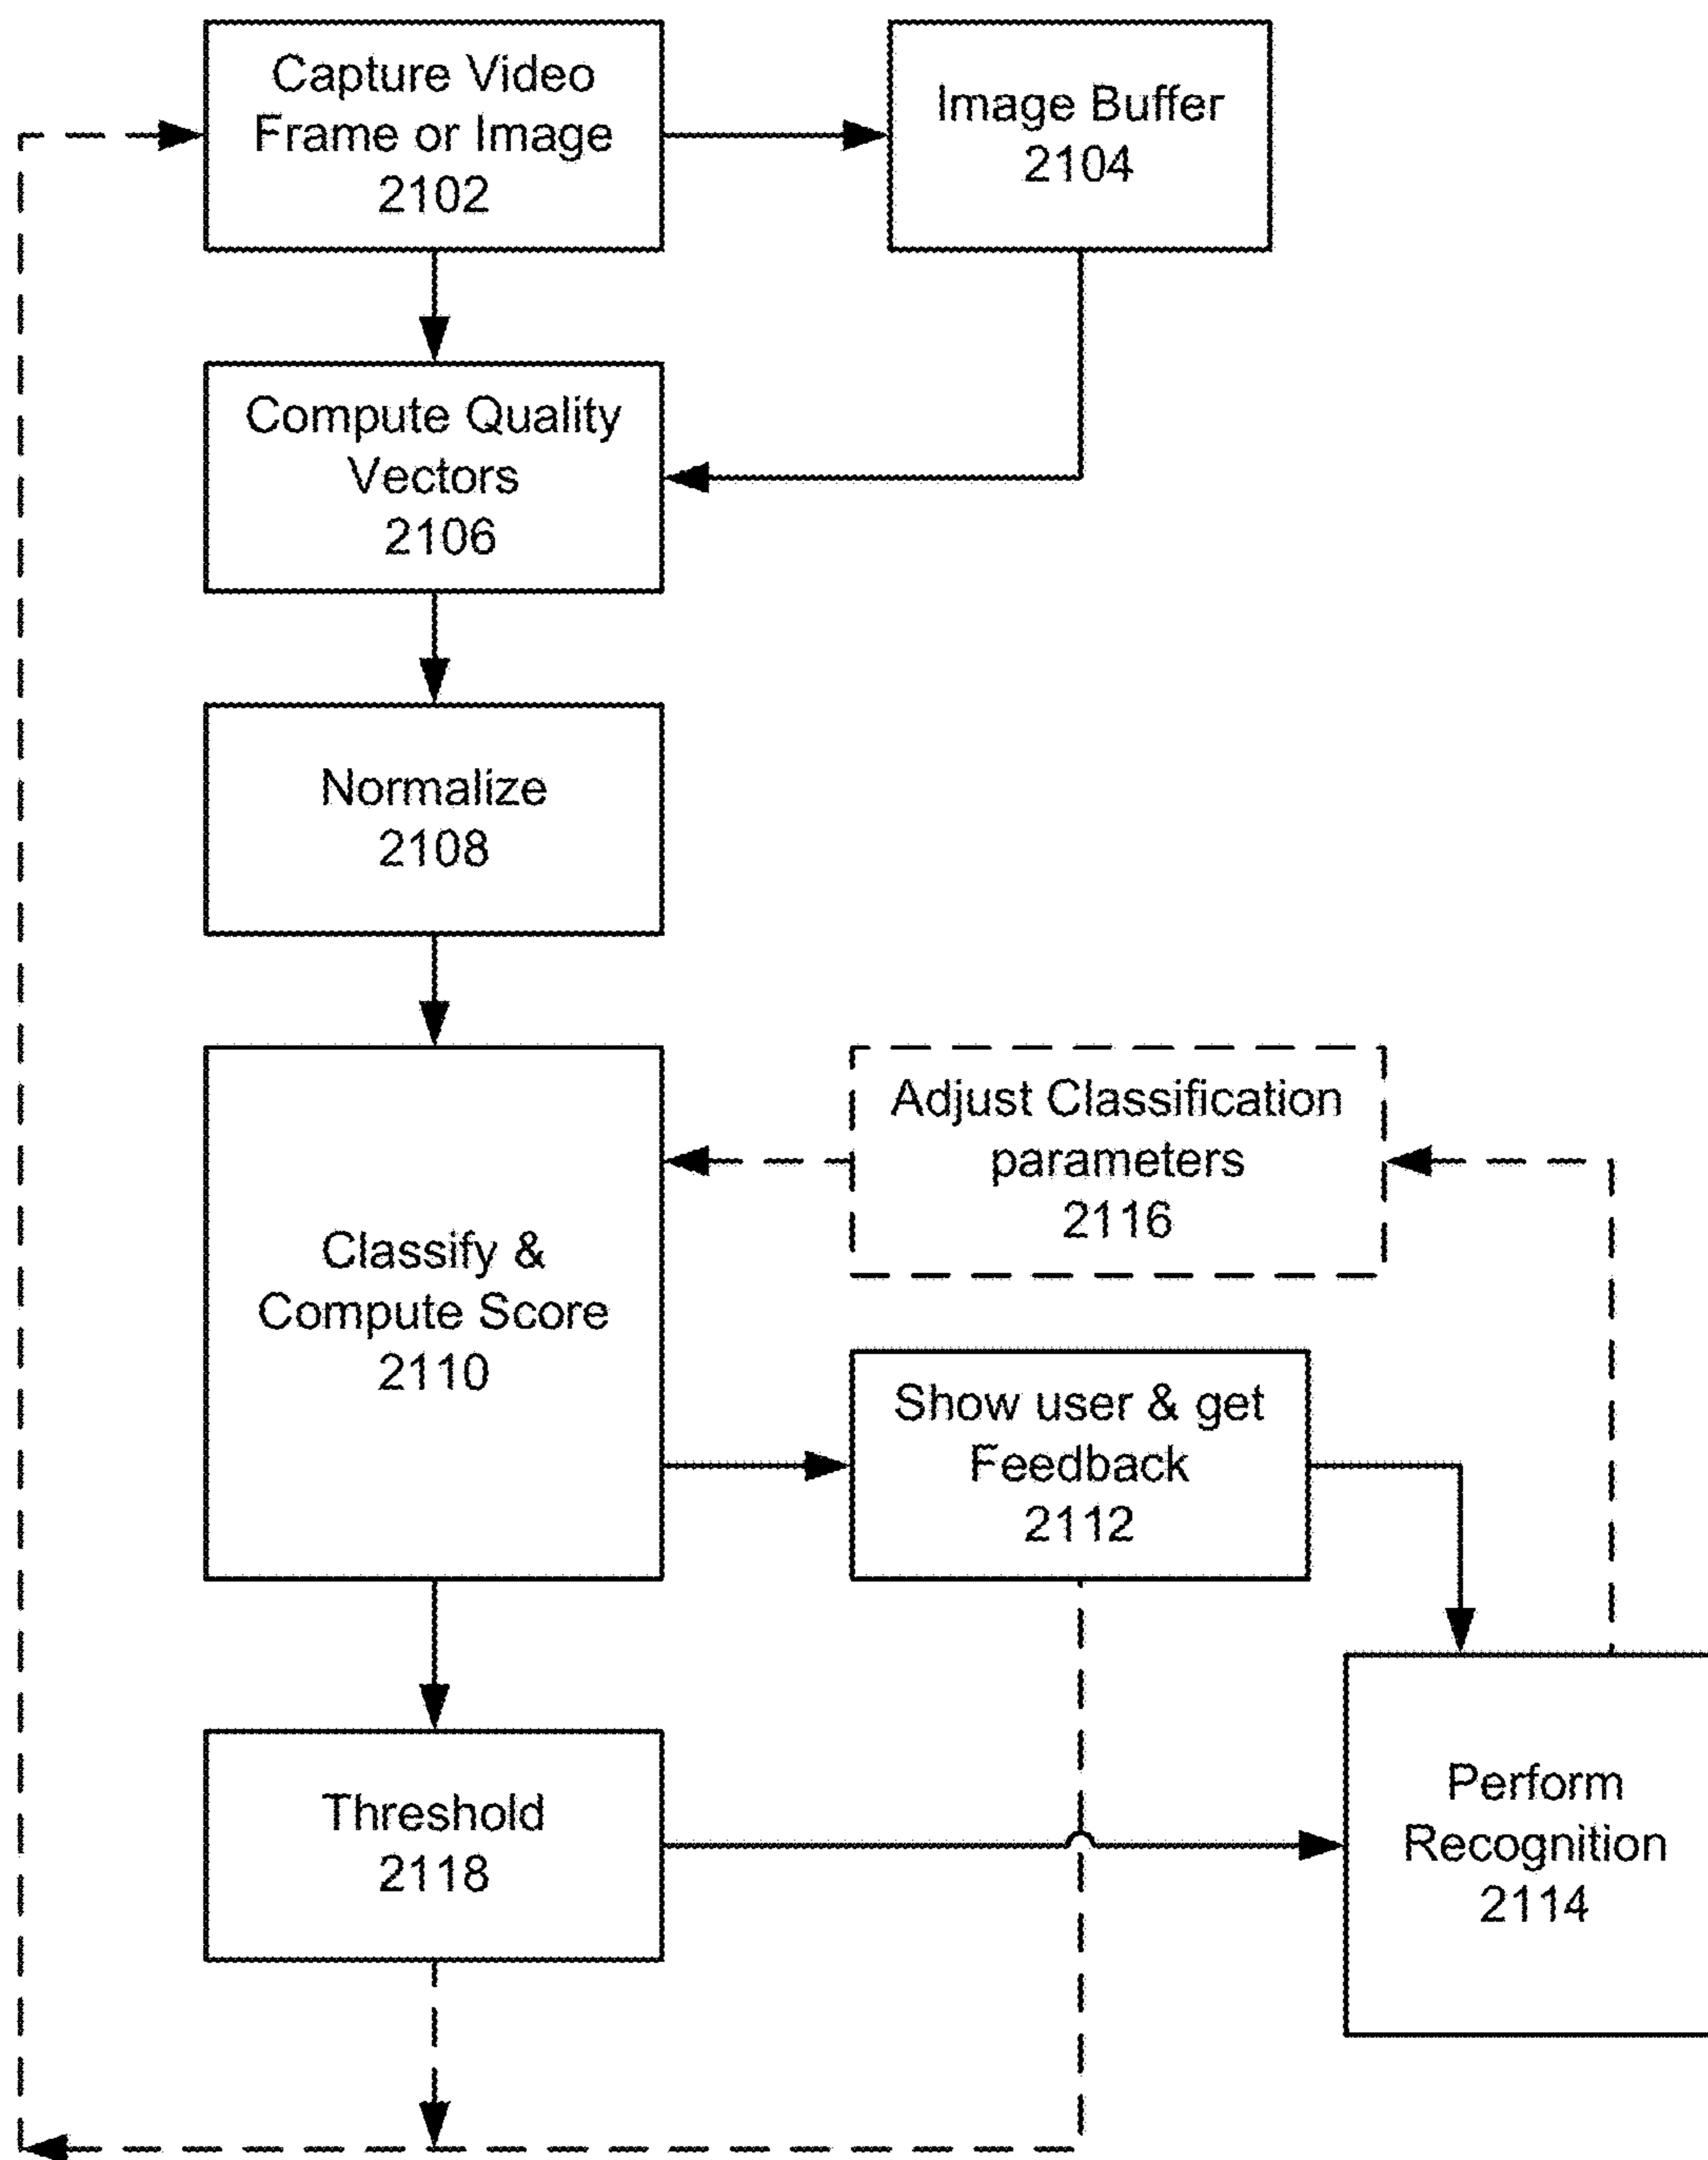 Capture Video
Frame or Image
2102
Image Buffer
2104
Compute Quality
Vectors
2106
Normalize
2108
Adjust Classification
parameters
2116
Classify &
Compute Score
2110
Show user & get
Feedback
2112
Threshold
2118
Perform
Recognition
2114